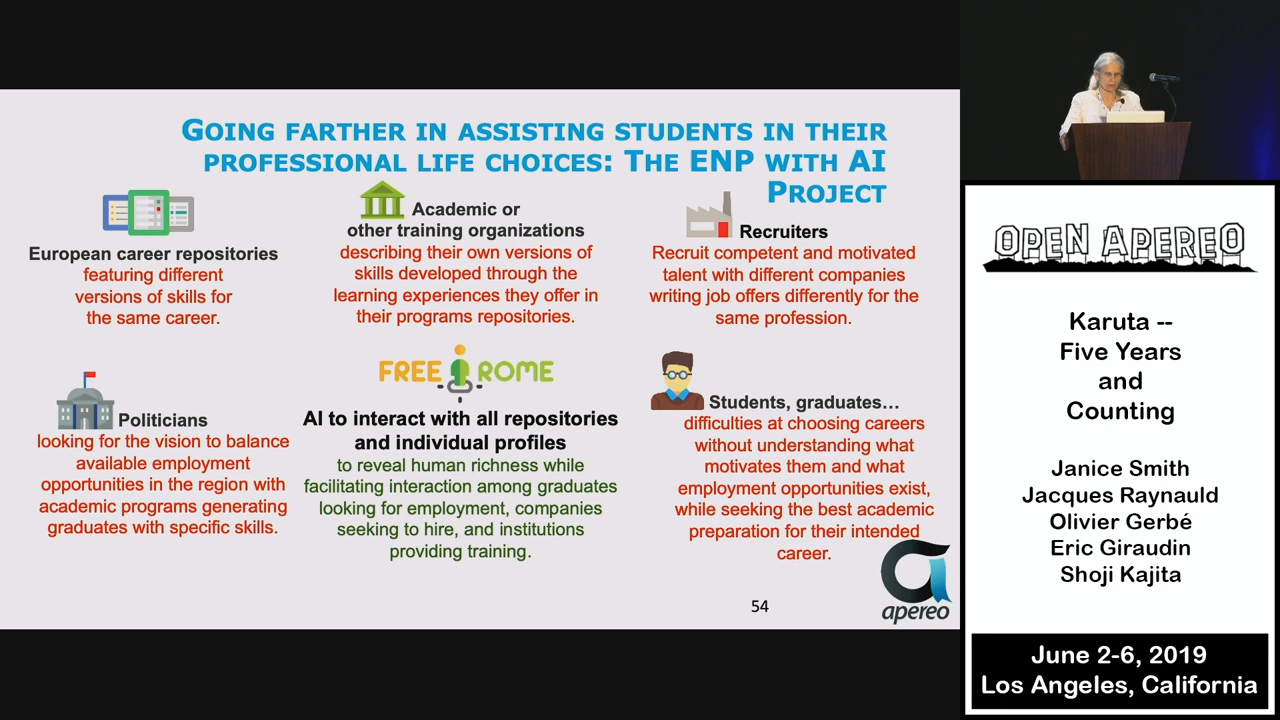 GOING FARTHER IN ASSISTING STUDENTS IN THEIR
PROFESSIONAL LIFE CHOICES: THE ENP WITH AI
PROJECT
European career repositories
featuring different
versions of skills for
the same career.
Academic or
other training organizations
describing their own versions of
skills developed through the
learning experiences they offer in
their programs repositories.
Recruiters
Recruit competent and motivated
talent with different companies
writing job offers differently for the
same profession.
Politicians
looking for the vision to balance
available employment
opportunities in the region with
academic programs generating
graduates with specific skills.
FREE ROME
AI to interact with all repositories
and individual profiles
to reveal human richness while
facilitating interaction among graduates
looking for employment, companies
seeking to hire, and institutions
providing training.
Students, graduates…
difficulties at choosing careers
without understanding what
motivates them and what
employment opportunities exist,
while seeking the best academic
preparation for their intended
career.
54
apereo
OPEN APEREO
Karuta --
Five Years
and
Counting
Janice Smith
Jacques Raynauld
Olivier Gerbé
Eric Giraudin
Shoji Kajita
June 2-6, 2019
Los Angeles, California